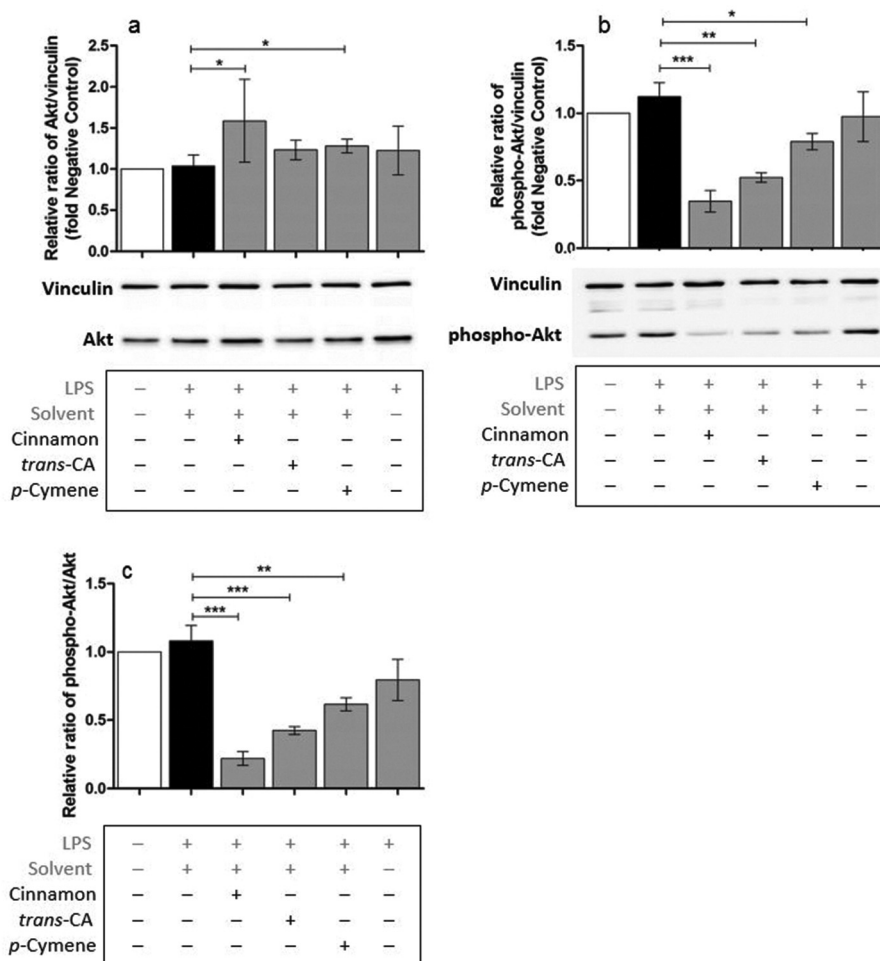 a
Relative ratio of Akt/vinculin
(fold Negative Control)
2.5
2.0
1.5
1.0
0.5
0.0
*
*
Vinculin
Akt
LPS – + + + + +
Solvent – + + + + –
Cinnamon – – + – – –
trans-CA – – – + – –
p-Cymene – – – – + –
b
Relative ratio of
phospho-Akt/vinculin
(fold Negative Control)
1.5
1.0
0.5
0.0
*
**
***
Vinculin
phospho-Akt
LPS – + + + + +
Solvent – + + + + –
Cinnamon – – + – – –
trans-CA – – – + – –
p-Cymene – – – – + –
c
Relative ratio of phospho-Akt/Akt
1.5
1.0
0.5
0.0
**
***
***
LPS – + + + + +
Solvent – + + + + –
Cinnamon – – + – – –
trans-CA – – – + – –
p-Cymene – – – – + –